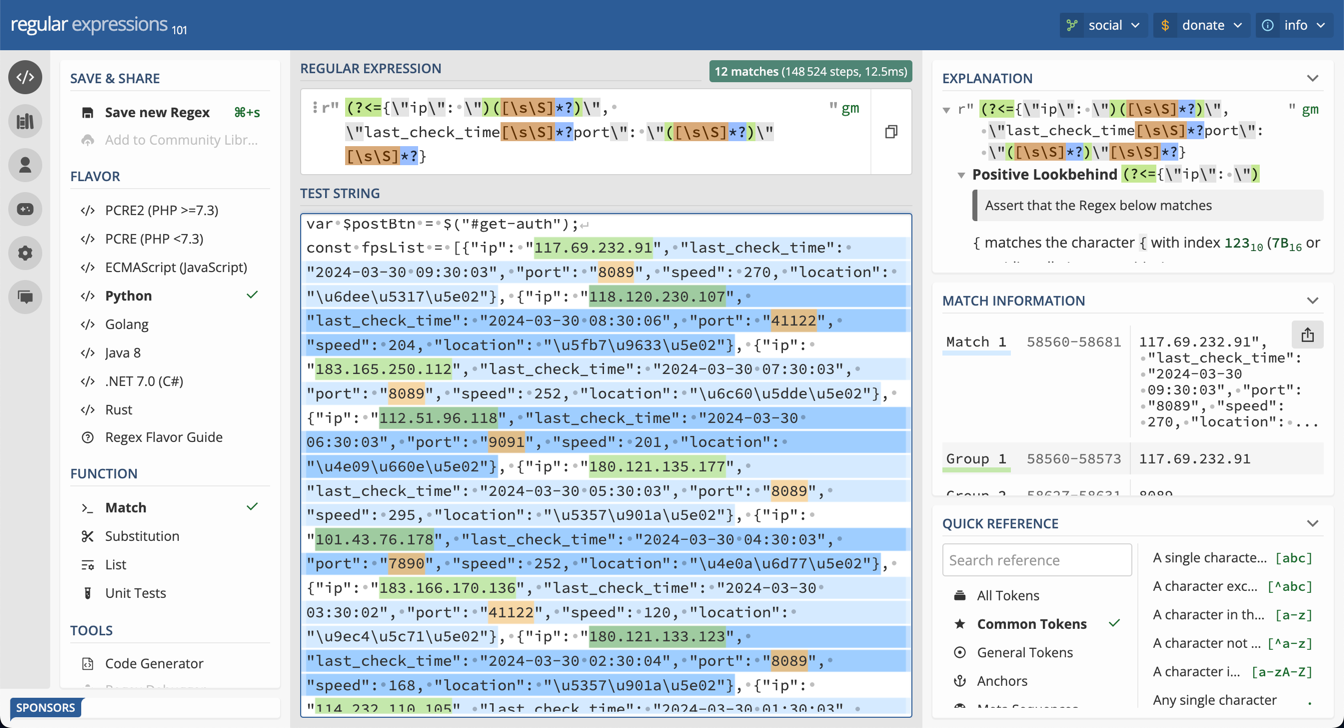 regular expressions 101
social
donate
info
SAVE & SHARE
Save new Regex ⌘+s
Add to Community Libr...
FLAVOR
PCRE2 (PHP >=7.3)
PCRE (PHP <7.3)
ECMAScript (JavaScript)
Python
Golang
Java 8
.NET 7.0 (C#)
Rust
Regex Flavor Guide
FUNCTION
Match
Substitution
List
Unit Tests
TOOLS
Code Generator
SPONSORS
REGULAR EXPRESSION
12 matches (148 524 steps, 12.5ms)
r" (?<={\"ip\": \")([\s\S]*?)\", " gm
\"last_check_time[\s\S]*?port\": \"([\s\S]*?)\"
[\s\S]*?}
TEST STRING
var $postBtn = $("#get-auth");
const fpsList = [{"ip": "117.69.232.91", "last_check_time":
"2024-03-30 09:30:03", "port": "8089", "speed": 270, "location":
"\u6dee\u5317\u5e02"}, {"ip": "118.120.230.107",
"last_check_time": "2024-03-30 08:30:06", "port": "41122",
"speed": 204, "location": "\u5fb7\u9633\u5e02"}, {"ip":
"183.165.250.112", "last_check_time": "2024-03-30 07:30:03",
"port": "8089", "speed": 252, "location": "\u6c60\u5dde\u5e02"},
{"ip": "112.51.96.118", "last_check_time": "2024-03-30
06:30:03", "port": "9091", "speed": 201, "location":
"\u4e09\u660e\u5e02"}, {"ip": "180.121.135.177",
"last_check_time": "2024-03-30 05:30:03", "port": "8089",
"speed": 295, "location": "\u5357\u901a\u5e02"}, {"ip":
"101.43.76.178", "last_check_time": "2024-03-30 04:30:03",
"port": "7890", "speed": 252, "location": "\u4e0a\u6d77\u5e02"},
{"ip": "183.166.170.136", "last_check_time": "2024-03-30
03:30:02", "port": "41122", "speed": 120, "location":
"\u9ec4\u5c71\u5e02"}, {"ip": "180.121.133.123",
"last_check_time": "2024-03-30 02:30:04", "port": "8089",
"speed": 168, "location": "\u5357\u901a\u5e02"}, {"ip":
"114.232.110.105", "last_check_time": "2024-03-30 01:30:03",
EXPLANATION
r" (?<={\"ip\": \")([\s\S]*?)\", " gm
\"last_check_time[\s\S]*?port\":
\"([\s\S]*?)\"[\s\S]*?}
Positive Lookbehind (?<={\"ip\": \")
Assert that the Regex below matches
{ matches the character { with index 123₁₀ (7B₁₆ or
MATCH INFORMATION
Match 1 58560-58681 117.69.232.91",
"last_check_time":
"2024-03-30
09:30:03", "port":
"8089", "speed":
270, "location": ...
Group 1 58560-58573 117.69.232.91
Group 2 58627-58631 8089
QUICK REFERENCE
Search reference
All Tokens
Common Tokens
General Tokens
Anchors
Meta Sequences
A single characte... [abc]
A character exc... [^abc]
A character in th... [a-z]
A character not ... [^a-z]
A character i... [a-zA-Z]
Any single character .